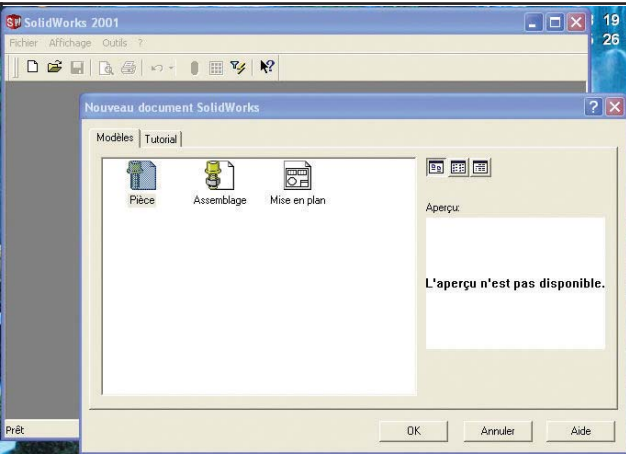 SolidWorks 2001
19
Fichier Affichage Outils ?
26
Nouveau document SolidWorks
Modèles Tutorial
Pièce Assemblage Mise en plan
Aperçu:
L'aperçu n'est pas disponible.
Prêt
OK Annuler Aide